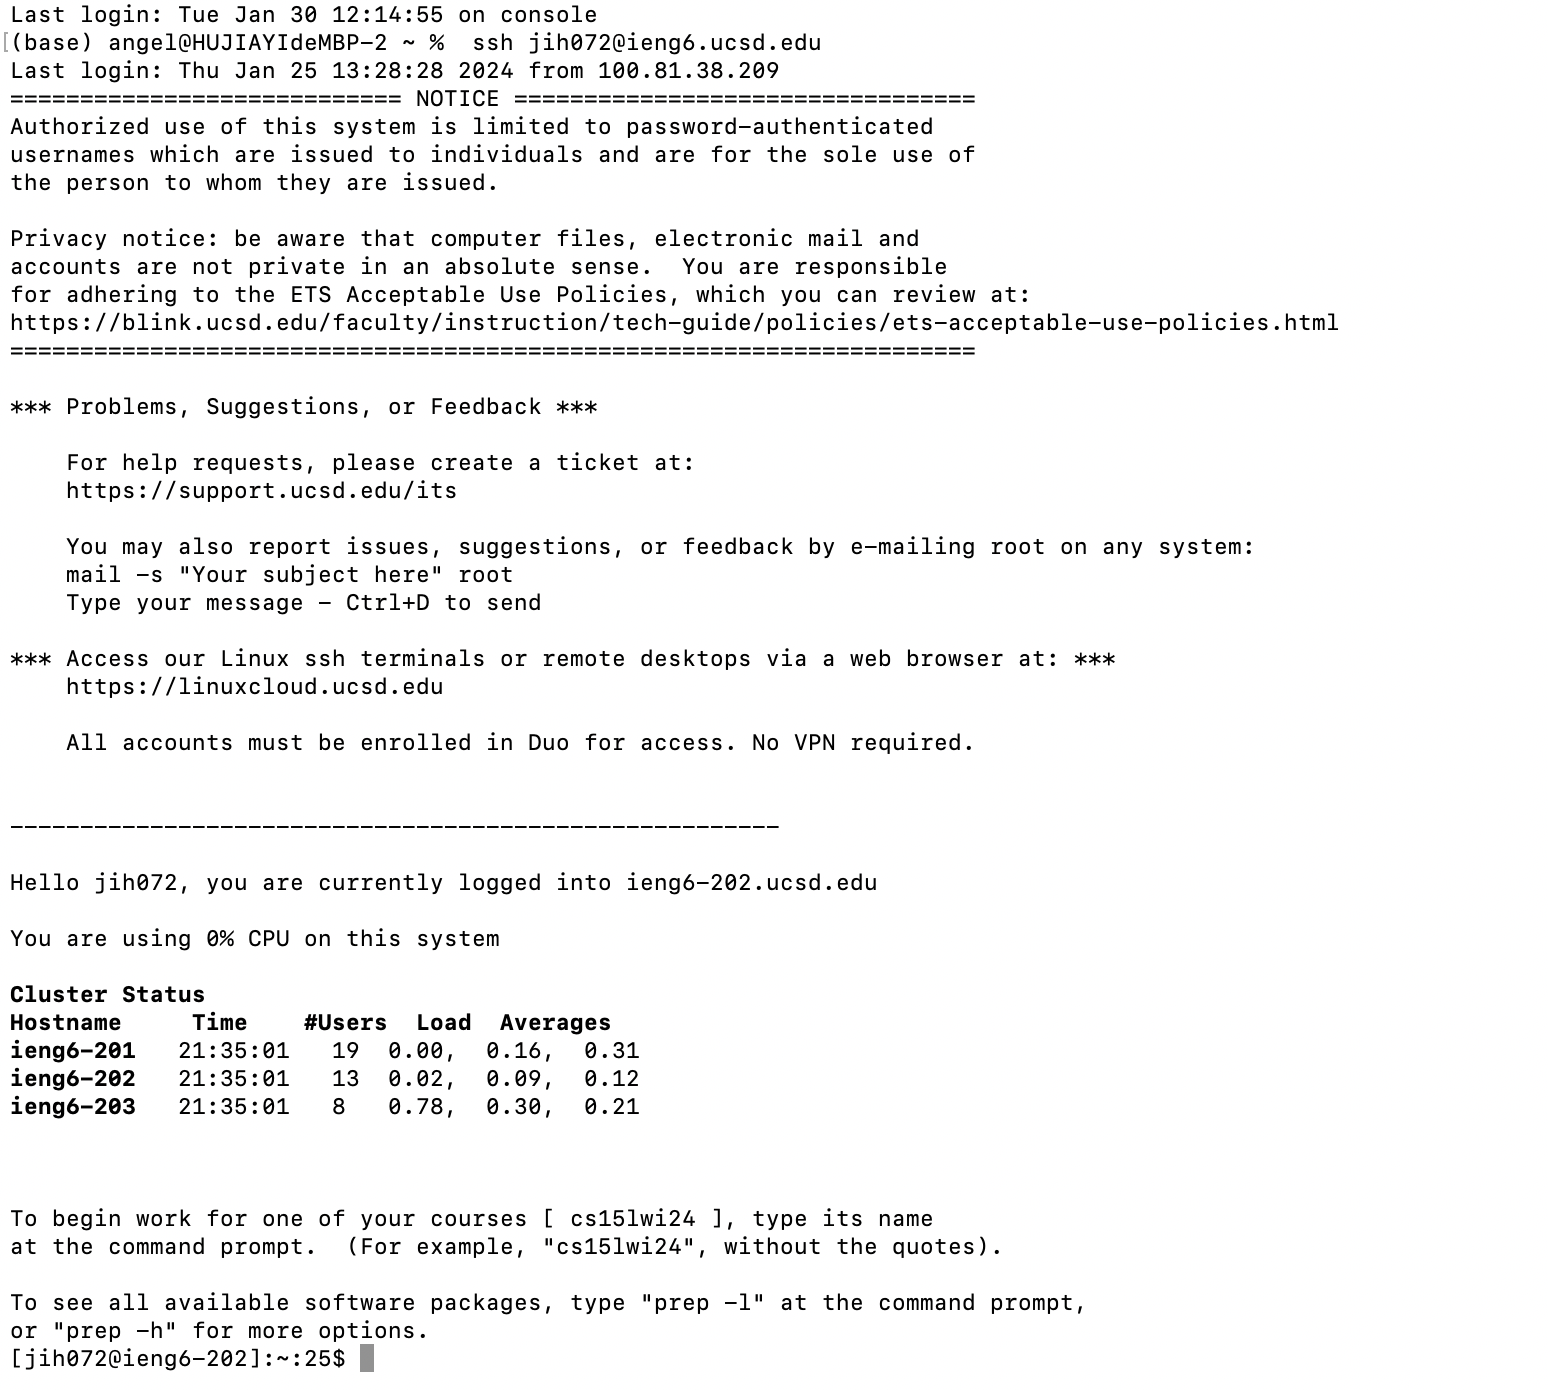 Last login: Tue Jan 30 12:14:55 on console
[(base) angel@HUJIAYIdeMBP-2 ~ %  ssh jih072@ieng6.ucsd.edu
Last login: Thu Jan 25 13:28:28 2024 from 100.81.38.209
============================ NOTICE =================================
Authorized use of this system is limited to password-authenticated
usernames which are issued to individuals and are for the sole use of
the person to whom they are issued.

Privacy notice: be aware that computer files, electronic mail and
accounts are not private in an absolute sense.  You are responsible
for adhering to the ETS Acceptable Use Policies, which you can review at:
https://blink.ucsd.edu/faculty/instruction/tech-guide/policies/ets-acceptable-use-policies.html
=====================================================================

*** Problems, Suggestions, or Feedback ***

    For help requests, please create a ticket at:
    https://support.ucsd.edu/its

    You may also report issues, suggestions, or feedback by e-mailing root on any system:
    mail -s "Your subject here" root
    Type your message - Ctrl+D to send

*** Access our Linux ssh terminals or remote desktops via a web browser at: ***
    https://linuxcloud.ucsd.edu

    All accounts must be enrolled in Duo for access. No VPN required.


-------------------------------------------------------

Hello jih072, you are currently logged into ieng6-202.ucsd.edu

You are using 0% CPU on this system

Cluster Status
Hostname     Time    #Users  Load  Averages
ieng6-201   21:35:01   19  0.00,  0.16,  0.31
ieng6-202   21:35:01   13  0.02,  0.09,  0.12
ieng6-203   21:35:01   8   0.78,  0.30,  0.21



To begin work for one of your courses [ cs15lwi24 ], type its name
at the command prompt.  (For example, "cs15lwi24", without the quotes).

To see all available software packages, type "prep -l" at the command prompt,
or "prep -h" for more options.
[jih072@ieng6-202]:~:25$